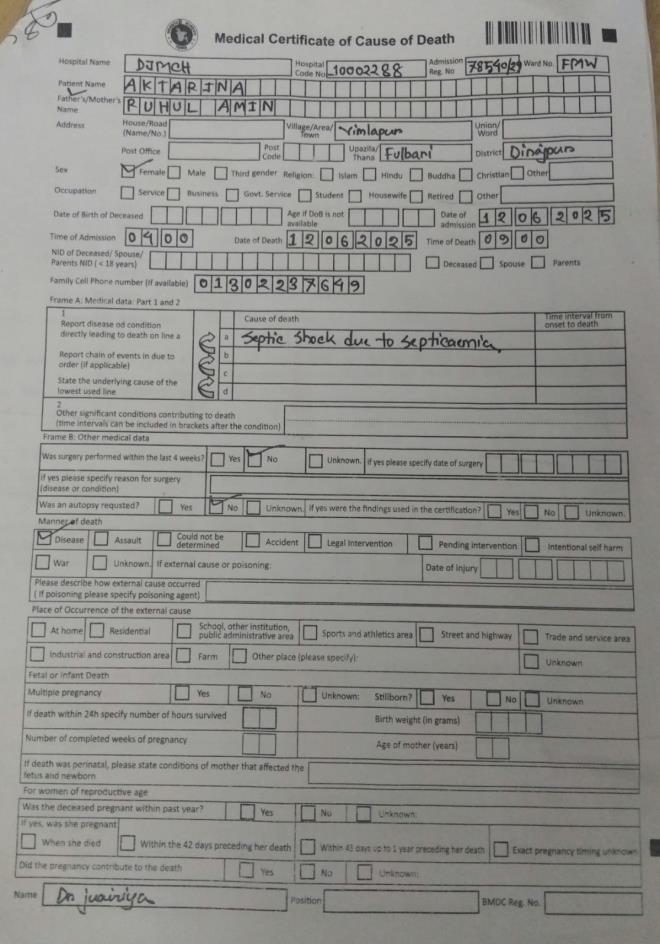 Medical Certificate of Cause of Death
Hospital Name DJMCH Hospital Code No 10002288 Admission Reg. No 78540/29 Ward No. FMW
Patient Name AKTARINA
Father's/Mother's Name RUHUL AMIN
Address House/Road (Name/No.) Village/Area/ Town Union/ Word
Post Office Post Code Upazila/ Thana Fulbari District Dinajpur
Sex Female Male Third gender Religion: Islam Hindu Buddha Christian Other
Occupation Service Business Govt. Service Student Housewife Retired Other
Date of Birth of Deceased Age if DoB is not available Date of admission 12 06 2025
Time of Admission 0400 Date of Death 12062025 Time of Death 0900
NID of Deceased/ Spouse/ Parents NID ( < 18 years) Deceased Spouse Parents
Family Cell Phone number (If available) 01302237649
Frame A: Medical data: Part 1 and 2
1 Cause of death Time interval from onset to death
Report disease od condition directly leading to death on line a
a Septic Shock due to Septicaemia,
Report chain of events in due to order (if applicable)
b
c
State the underlying cause of the lowest used line
d
2
Other significant conditions contributing to death
(time intervals can be included in brackets after the condition)
Frame B: Other medical data
Was surgery performed within the last 4 weeks? Yes No Unknown. if yes please specify date of surgery
if yes please specify reason for surgery (disease or condition)
Was an autopsy requsted? Yes No Unknown. If yes were the findings used in the certification? Yes No Unknown.
Manner of death
Disease Assault Could not be determined Accident Legal Intervention Pending intervention Intentional self harm
War Unknown. If external cause or poisoning: Date of injury
Please describe how external cause occurred
( If poisoning please specify poisoning agent)
Place of Occurrence of the external cause
At home Residential School, other institution, public administrative area Sports and athletics area Street and highway Trade and service area
Industrial and construction area Farm Other place (please specify): Unknown
Fetal or Infant Death
Multiple pregnancy Yes No Unknown: Stillborn? Yes No Unknown
If death within 24h specify number of hours survived Birth weight (in grams)
Number of completed weeks of pregnancy Age of mother (years)
If death was perinatal, please state conditions of mother that affected the fetus and newborn
For women of reproductive age
Was the deceased pregnant within past year? Yes No Unknown:
If yes, was she pregnant
When she died Within the 42 days preceding her death Within 43 days up to 1 year preceding her death Exact pregnancy timing unknown
Did the pregnancy contribute to the death Yes No Unknown:
Name Dr juairiya Position BMDC Reg. No.